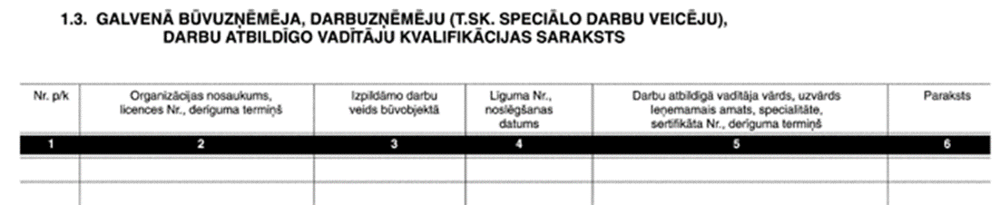 1.3. GALVENĀ BŪVUZŅĒMĒJA, DARBUZŅĒMĒJU (T.SK. SPECIĀLO DARBU VEICĒJU),
DARBU ATBILDĪGO VADĪTĀJU KVALIFIKĀCIJAS SARAKSTS
Nr. p/k
Organizācijas nosaukums,
licences Nr., derīguma termiņš
Izpildāmo darbu
veids būvobjektā
Līguma Nr.,
noslēgšanas
datums
Darbu atbildīgā vadītāja vārds, uzvārds
Ieņemamais amats, specialitāte,
sertifikāta Nr., derīguma termiņš
Paraksts
1 2 3 4 5 6